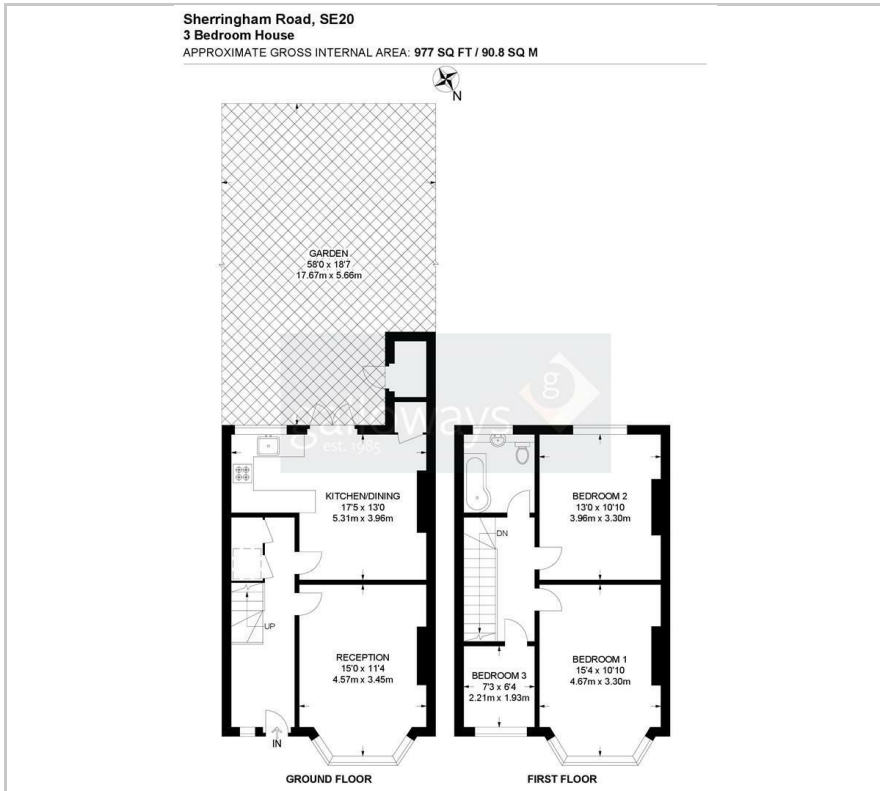 Sherringham Road, SE20
3 Bedroom House
APPROXIMATE GROSS INTERNAL AREA: 977 SQ FT / 90.8 SQ M
N
GARDEN
58'0 x 18'7
17.67m x 5.66m
galloways
est. 1985
g
KITCHEN/DINING
17'5 x 13'0
5.31m x 3.96m
UP
RECEPTION
15'0 x 11'4
4.57m x 3.45m
IN
GROUND FLOOR
BEDROOM 2
13'0 x 10'10
3.96m x 3.30m
DN
BEDROOM 1
15'4 x 10'10
4.67m x 3.30m
BEDROOM 3
7'3 x 6'4
2.21m x 1.93m
FIRST FLOOR